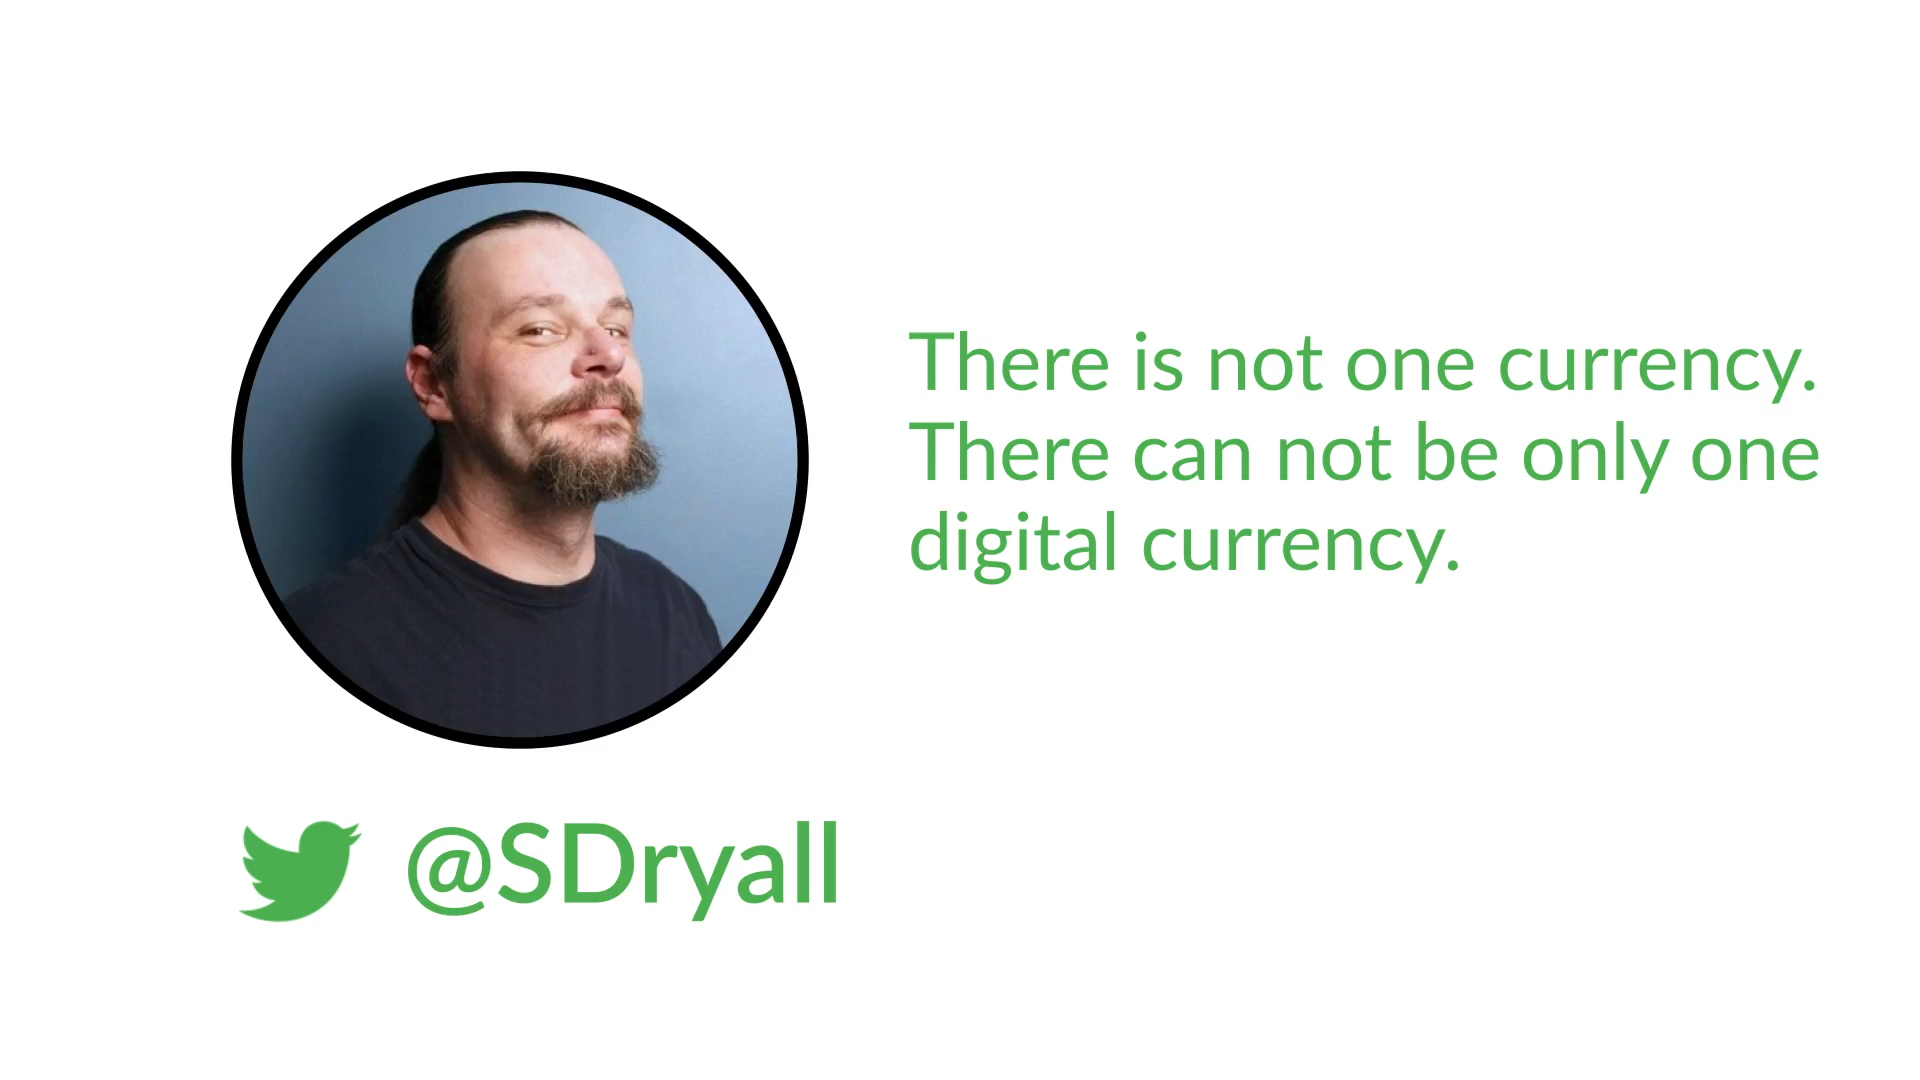 There is not one currency.
There can not be only one
digital currency.
@SDryall